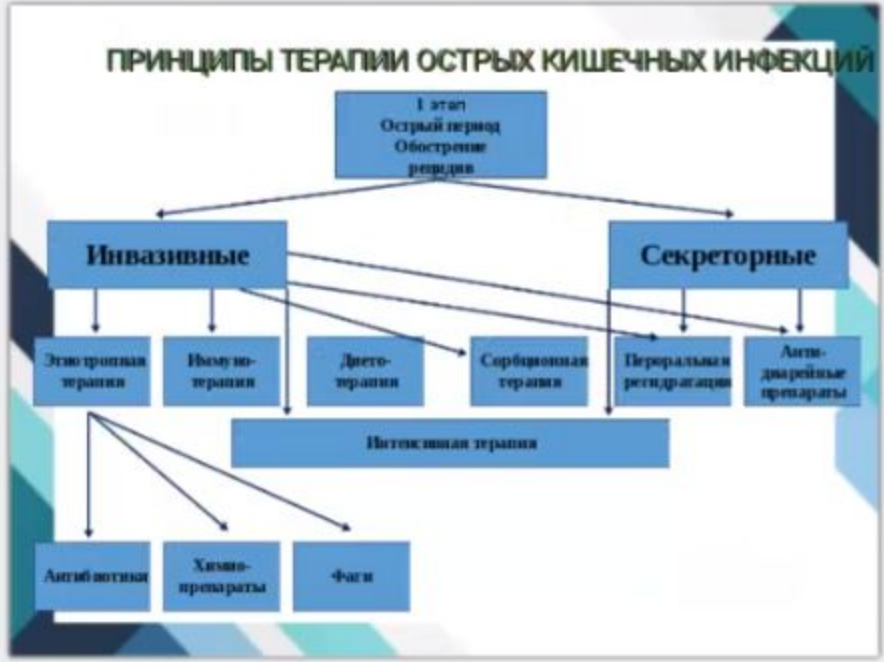 ПРИНЦИПЫ ТЕРАПИИ ОСТРЫХ КИШЕЧНЫХ ИНФЕКЦИЙ
1 этап
Острый период
Обострение
рецидив
Инвазивные
Секреторные
Этиотропная
терапия
Иммуно-
терапия
Дието-
терапия
Сорбционная
терапия
Пероральная
регидратация
Анти-
диарейные
препараты
Интенсивная терапия
Антибиотики
Химио-
препараты
Фаги